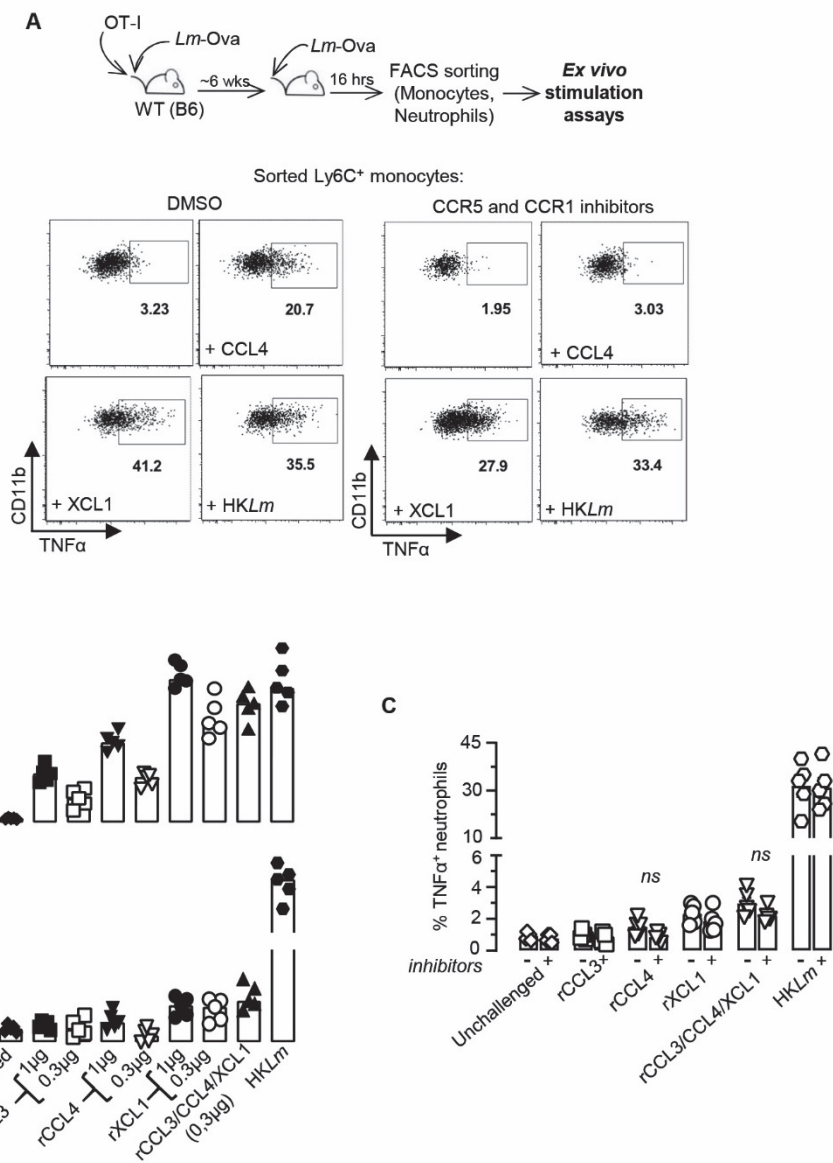 A
OT-I
Lm-Ova
Lm-Ova
~6 wks
16 hrs
WT (B6)
FACS sorting
(Monocytes,
Neutrophils)
Ex vivo
stimulation
assays
Sorted Ly6C+ monocytes:
DMSO
CCR5 and CCR1 inhibitors
3.23
20.7
+ CCL4
1.95
3.03
+ CCL4
41.2
+ XCL1
35.5
+ HKLm
27.9
+ XCL1
33.4
+ HKLm
CD11b
TNFα
CD11b
TNFα
1µg
0.3µg
rCCL4
1µg
0.3µg
rXCL1
1µg
0.3µg
rCCL3/CCL4/XCL1
(0,3µg)
HKLm
C
% TNFα+ neutrophils
45
30
10
6
4
2
0
ns
ns
inhibitors
- + - + - + - + - + - +
Unchallenged
rCCL3
rCCL4
rXCL1
rCCL3/CCL4/XCL1
HKLm